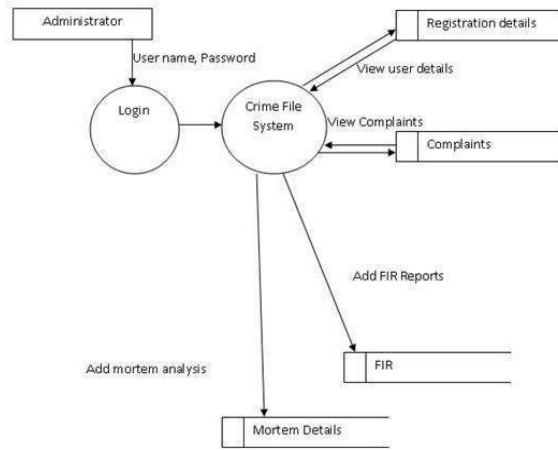 Administrator
Registration details
User name, Password
View user details
Login
Crime File
System
View Complaints
Complaints
Add FIR Reports
FIR
Add mortem analysis
Mortem Details